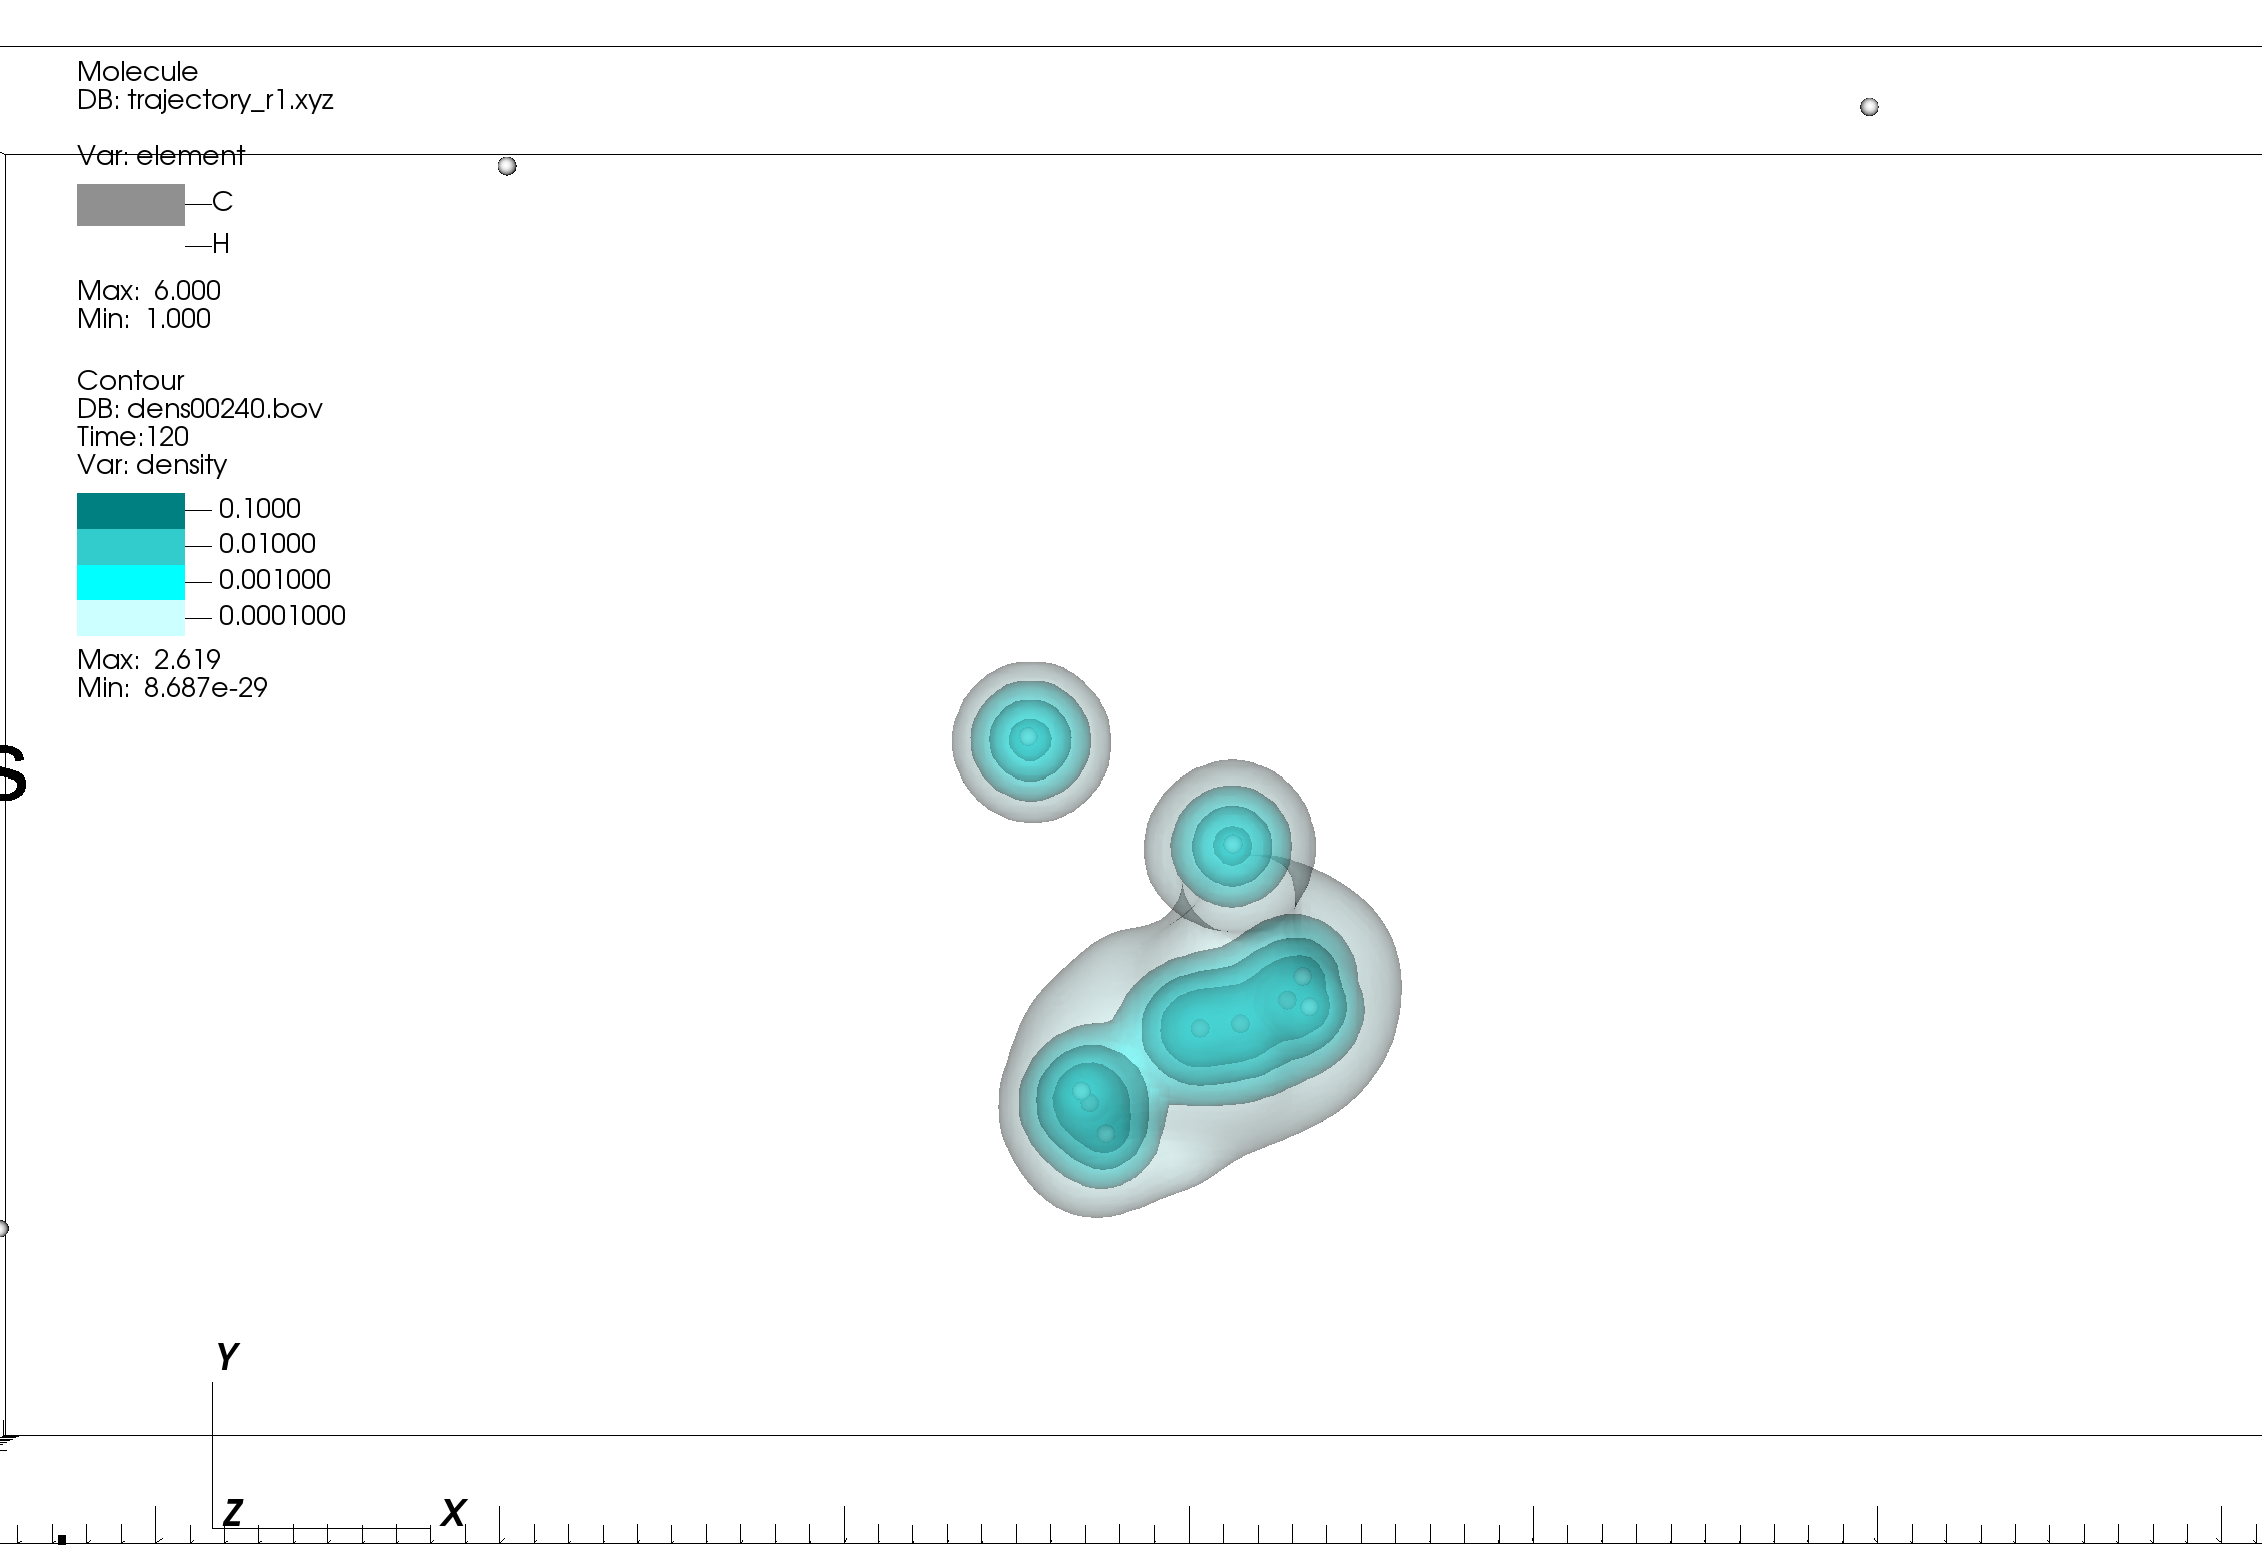 Molecule
DB: trajectory_r1.xyz
Var: element
C
H
Max: 6.000
Min: 1.000
Contour
DB: dens00240.bov
Time:120
Var: density
0.1000
0.01000
0.001000
0.0001000
Max: 2.619
Min: 8.687e-29
s
Y
Z X